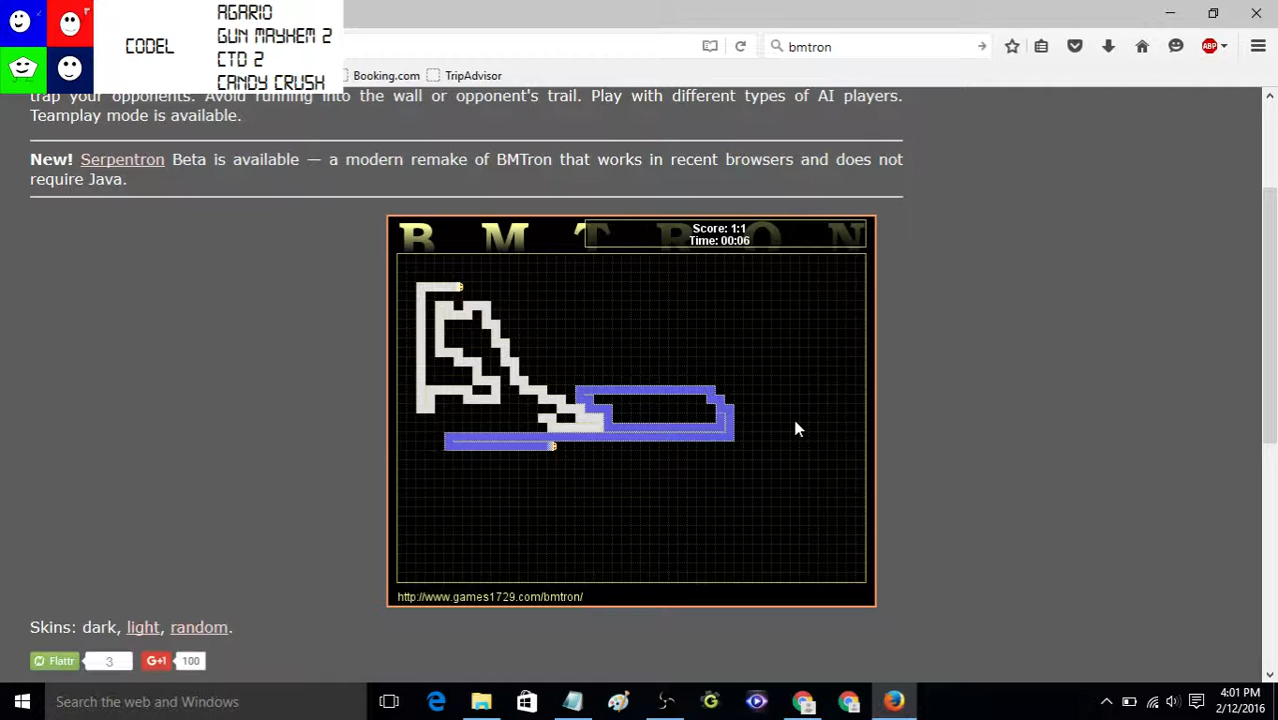 AGARIO
CODEL
GUN MAYHEM 2
CTD 2
CANDY CRUSH
bmtron
ABP
Booking.com
TripAdvisor
trap your opponents. Avoid running into the wall or opponent's trail. Play with different types of AI players.
Teamplay mode is available.
New! Serpentron Beta is available — a modern remake of BMTron that works in recent browsers and does not
require Java.
B M T R O N
Score: 1:1
Time: 00:06
http://www.games1729.com/bmtron/
Skins: dark, light, random.
Flattr 3 G+1 100
Search the web and Windows
4:01 PM
2/12/2016